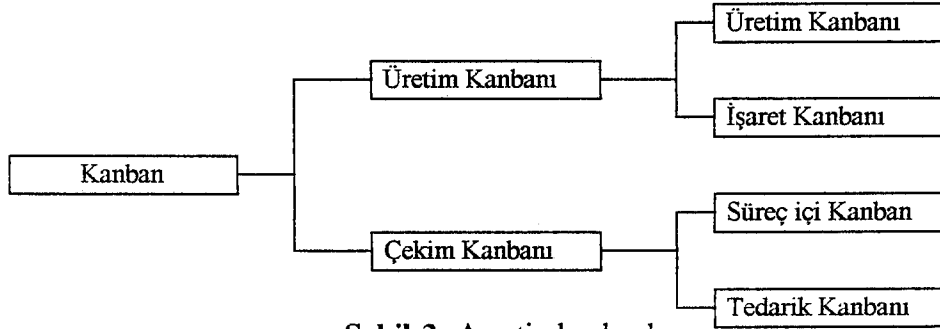 Üretim Kanbanı
Üretim Kanbanı
İşaret Kanbanı
Kanban
Süreç içi Kanban
Çekim Kanbanı
Tedarik Kanbanı